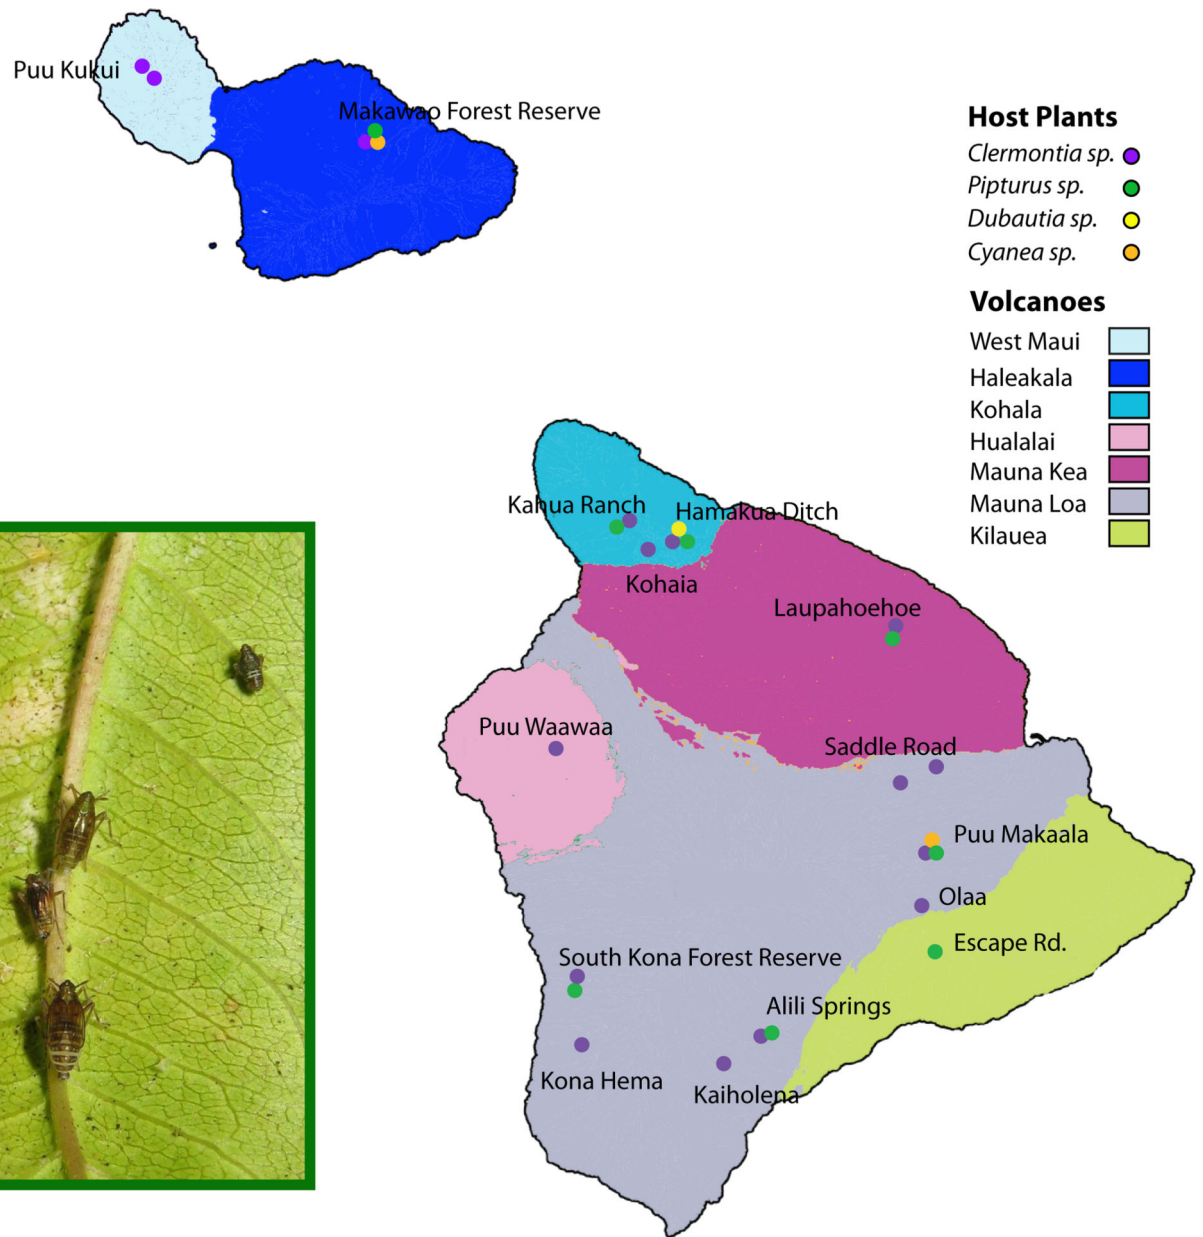 Puu Kukui
Makawao Forest Reserve
Host Plants
Clermontia sp.
Pipturus sp.
Dubautia sp.
Cyanea sp.
Volcanoes
West Maui
Haleakala
Kohala
Hualalai
Mauna Kea
Mauna Loa
Kilauea
Kahua Ranch
Hamakua Ditch
Kohaia
Laupahoehoe
Puu Waawaa
Saddle Road
Puu Makaala
Olaa
Escape Rd.
South Kona Forest Reserve
Alili Springs
Kona Hema
Kaiholena